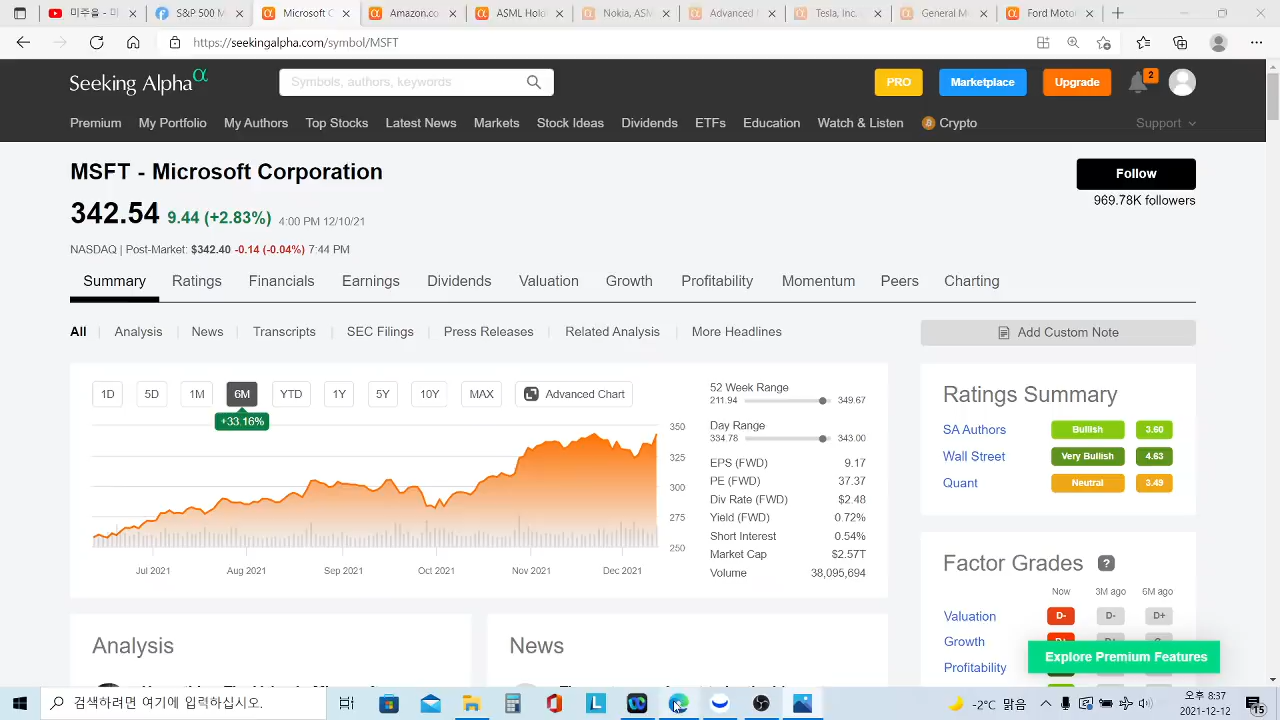 미주은 - 미
S&P 500 M
Microsoft C
Amazon.co
ASML Hol
Nokia, ASM
Advance
Tesla, Inc.
General M
Ford Motor
https://seekingalpha.com/symbol/MSFT
Seeking Alpha α
Symbols, authors, keywords
PRO
Marketplace
Upgrade
2
Premium My Portfolio My Authors Top Stocks Latest News Markets Stock Ideas Dividends ETFs Education Watch & Listen Crypto Support
MSFT - Microsoft Corporation
Follow
342.54 9.44 (+2.83%) 4:00 PM 12/10/21
969.78K followers
NASDAQ | Post-Market: $342.40 -0.14 (-0.04%) 7:44 PM
Summary Ratings Financials Earnings Dividends Valuation Growth Profitability Momentum Peers Charting
All | Analysis | News | Transcripts | SEC Filings | Press Releases | Related Analysis | More Headlines
Add Custom Note
1D 5D 1M 6M YTD 1Y 5Y 10Y MAX Advanced Chart
+33.16%
350
325
300
275
250
Jul 2021 Aug 2021 Sep 2021 Oct 2021 Nov 2021 Dec 2021
52 Week Range
211.94 349.67
Day Range
334.78 343.00
EPS (FWD) 9.17
PE (FWD) 37.37
Div Rate (FWD) $2.48
Yield (FWD) 0.72%
Short Interest 0.54%
Market Cap $2.57T
Volume 38,095,694
Ratings Summary
SA Authors Bullish 3.60
Wall Street Very Bullish 4.63
Quant Neutral 3.49
Factor Grades ?
Now 3M ago 6M ago
Valuation D- D- D+
Growth
Profitability
Explore Premium Features
Analysis
News
검색하려면 여기에 입력하십시오.
-2°C 맑음
오후 8:37
2021-12-12
15